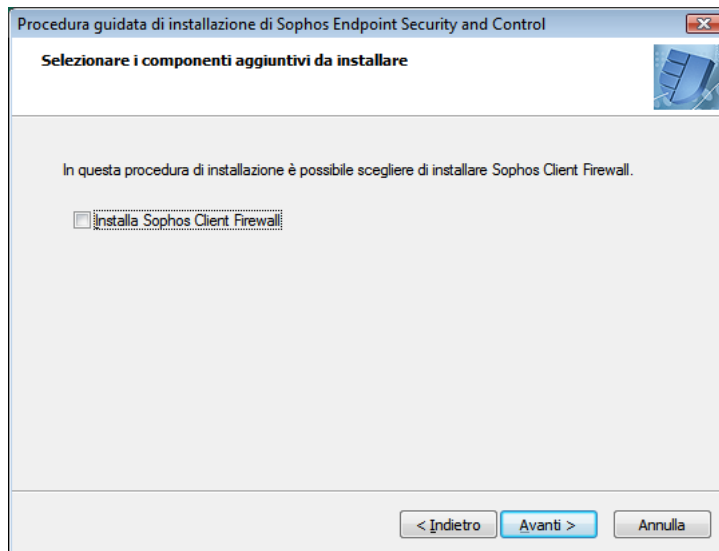 Procedura guidata di installazione di Sophos Endpoint Security and Control
Selezionare i componenti aggiuntivi da installare
In questa procedura di installazione è possibile scegliere di installare Sophos Client Firewall.
Installa Sophos Client Firewall
< Indietro Avanti > Annulla